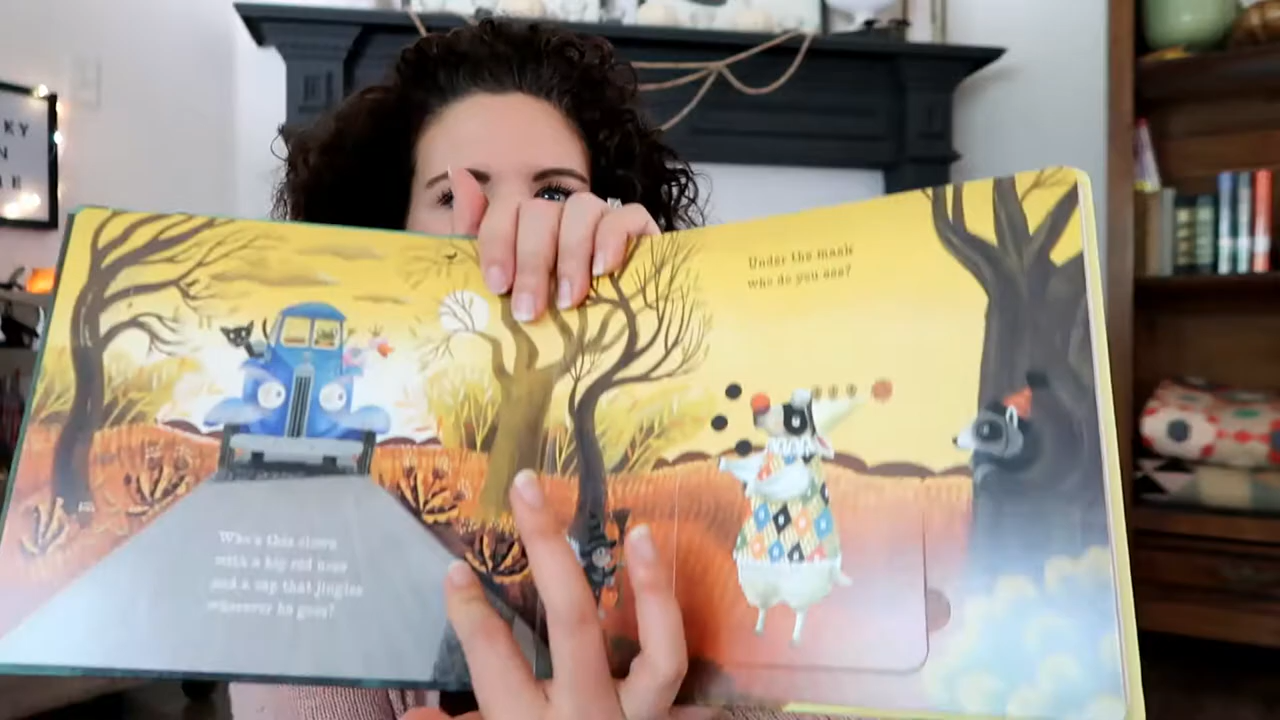 KY
N
Who's this clown
with a big red nose
and a cap that jingles
wherever he goes?
Under the mask
who do you see?